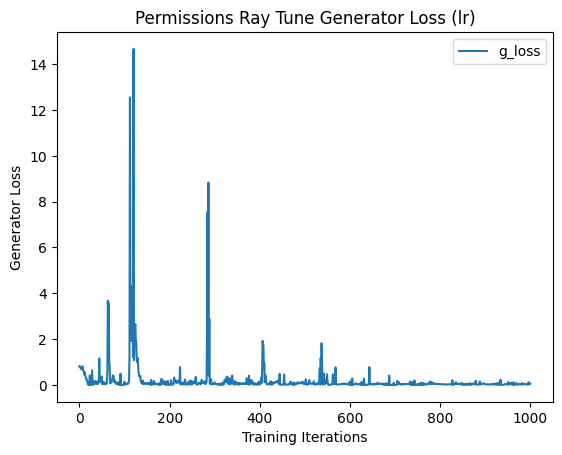 Permissions Ray Tune Generator Loss (lr)
g_loss
Generator Loss
14
12
10
8
6
4
2
0
0 200 400 600 800 1000
Training Iterations